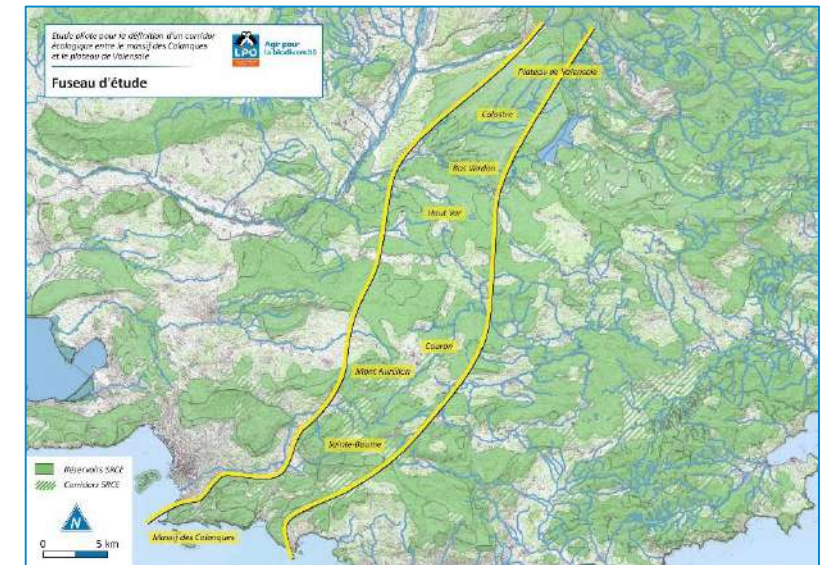 Etude pilote pour la définition d'un corridor
écologique entre le massif des Calanques
et le plateau de Valensole
Fuseau d'étude
LPO
Agir pour
la biodiversité
Plateau de Valensole
Colostre
Bas Verdon
Haut Var
Cauron
Mont Aurélien
Sainte-Baume
Massif des Calanques
Réservoirs SRCE
Corridors SRCE
N
0 5 km